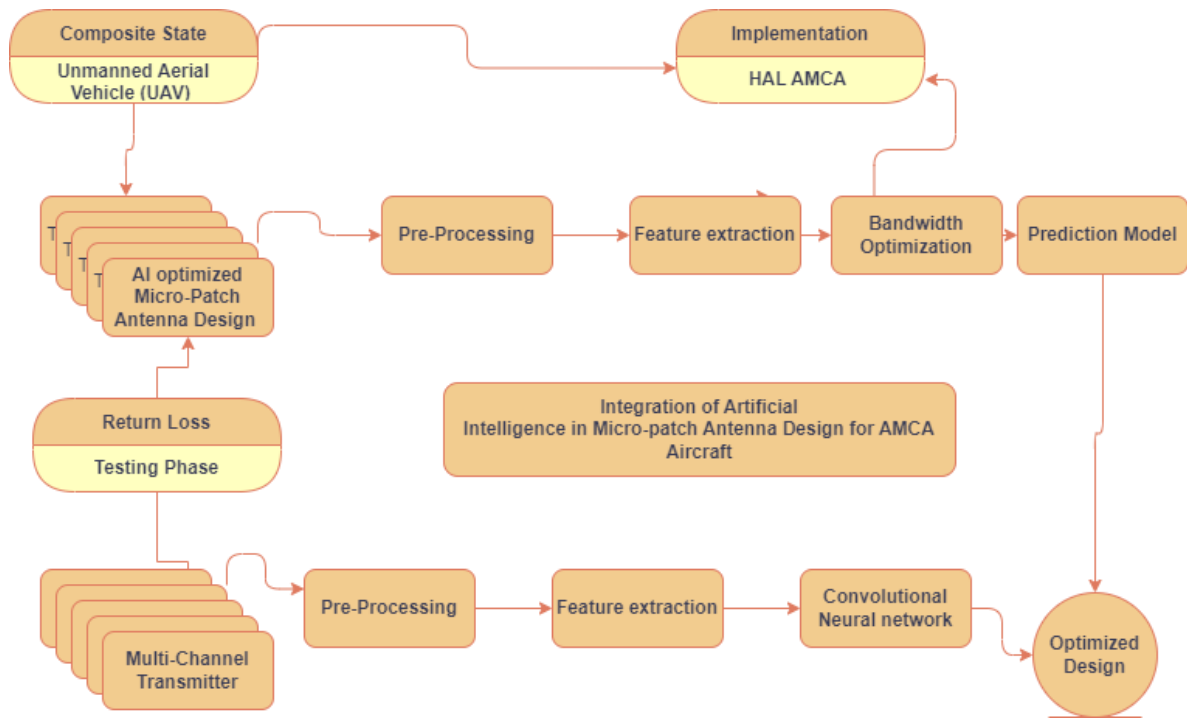 Composite State
Unmanned Aerial
Vehicle (UAV)
Implementation
HAL AMCA
T
T
T
T
AI optimized
Micro-Patch
Antenna Design
Pre-Processing
Feature extraction
Bandwidth
Optimization
Prediction Model
Return Loss
Testing Phase
Integration of Artificial
Intelligence in Micro-patch Antenna Design for AMCA
Aircraft
Multi-Channel
Transmitter
Pre-Processing
Feature extraction
Convolutional
Neural network
Optimized
Design